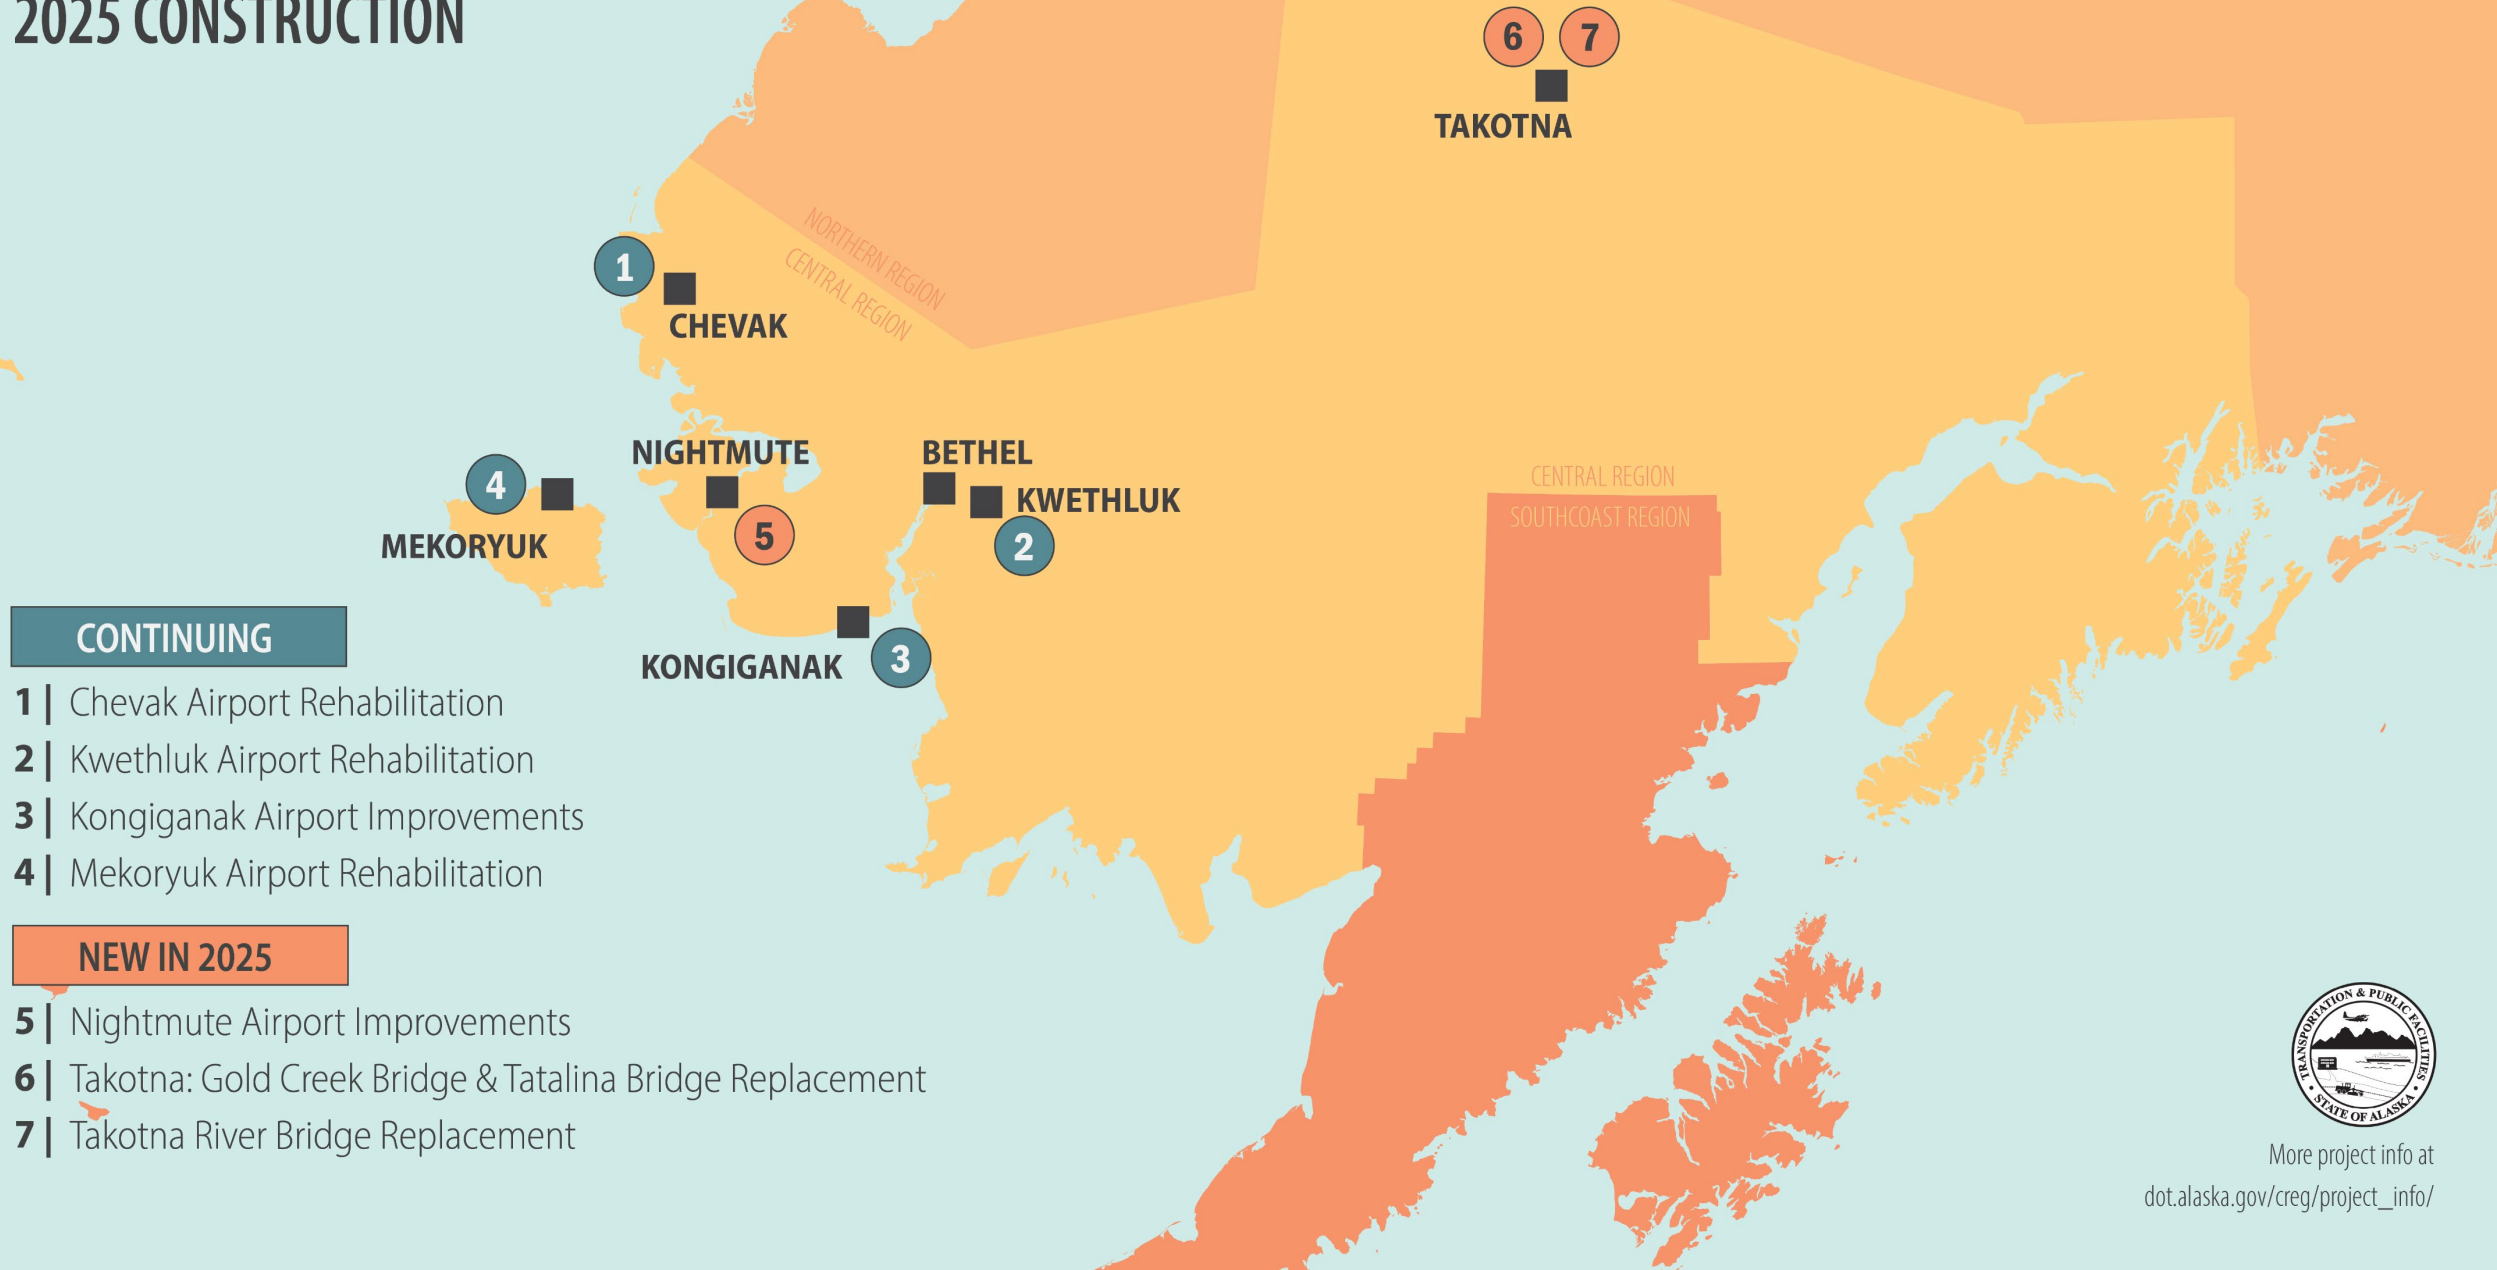 2025 CONSTRUCTION
6
7
TAKOTNA
NORTHERN REGION
CENTRAL REGION
1
CHEVAK
NIGHTMUTE
BETHEL
4
KWETHLUK
MEKORYUK
5
2
CENTRAL REGION
SOUTHCOAST REGION
KONGIGANAK
3
CONTINUING
1 | Chevak Airport Rehabilitation
2 | Kwethluk Airport Rehabilitation
3 | Kongiganak Airport Improvements
4 | Mekoryuk Airport Rehabilitation
NEW IN 2025
5 | Nightmute Airport Improvements
6 | Takotna: Gold Creek Bridge & Tatalina Bridge Replacement
7 | Takotna River Bridge Replacement
TRANSPORTATION & PUBLIC FACILITIES
STATE OF ALASKA
More project info at
dot.alaska.gov/creg/project_info/